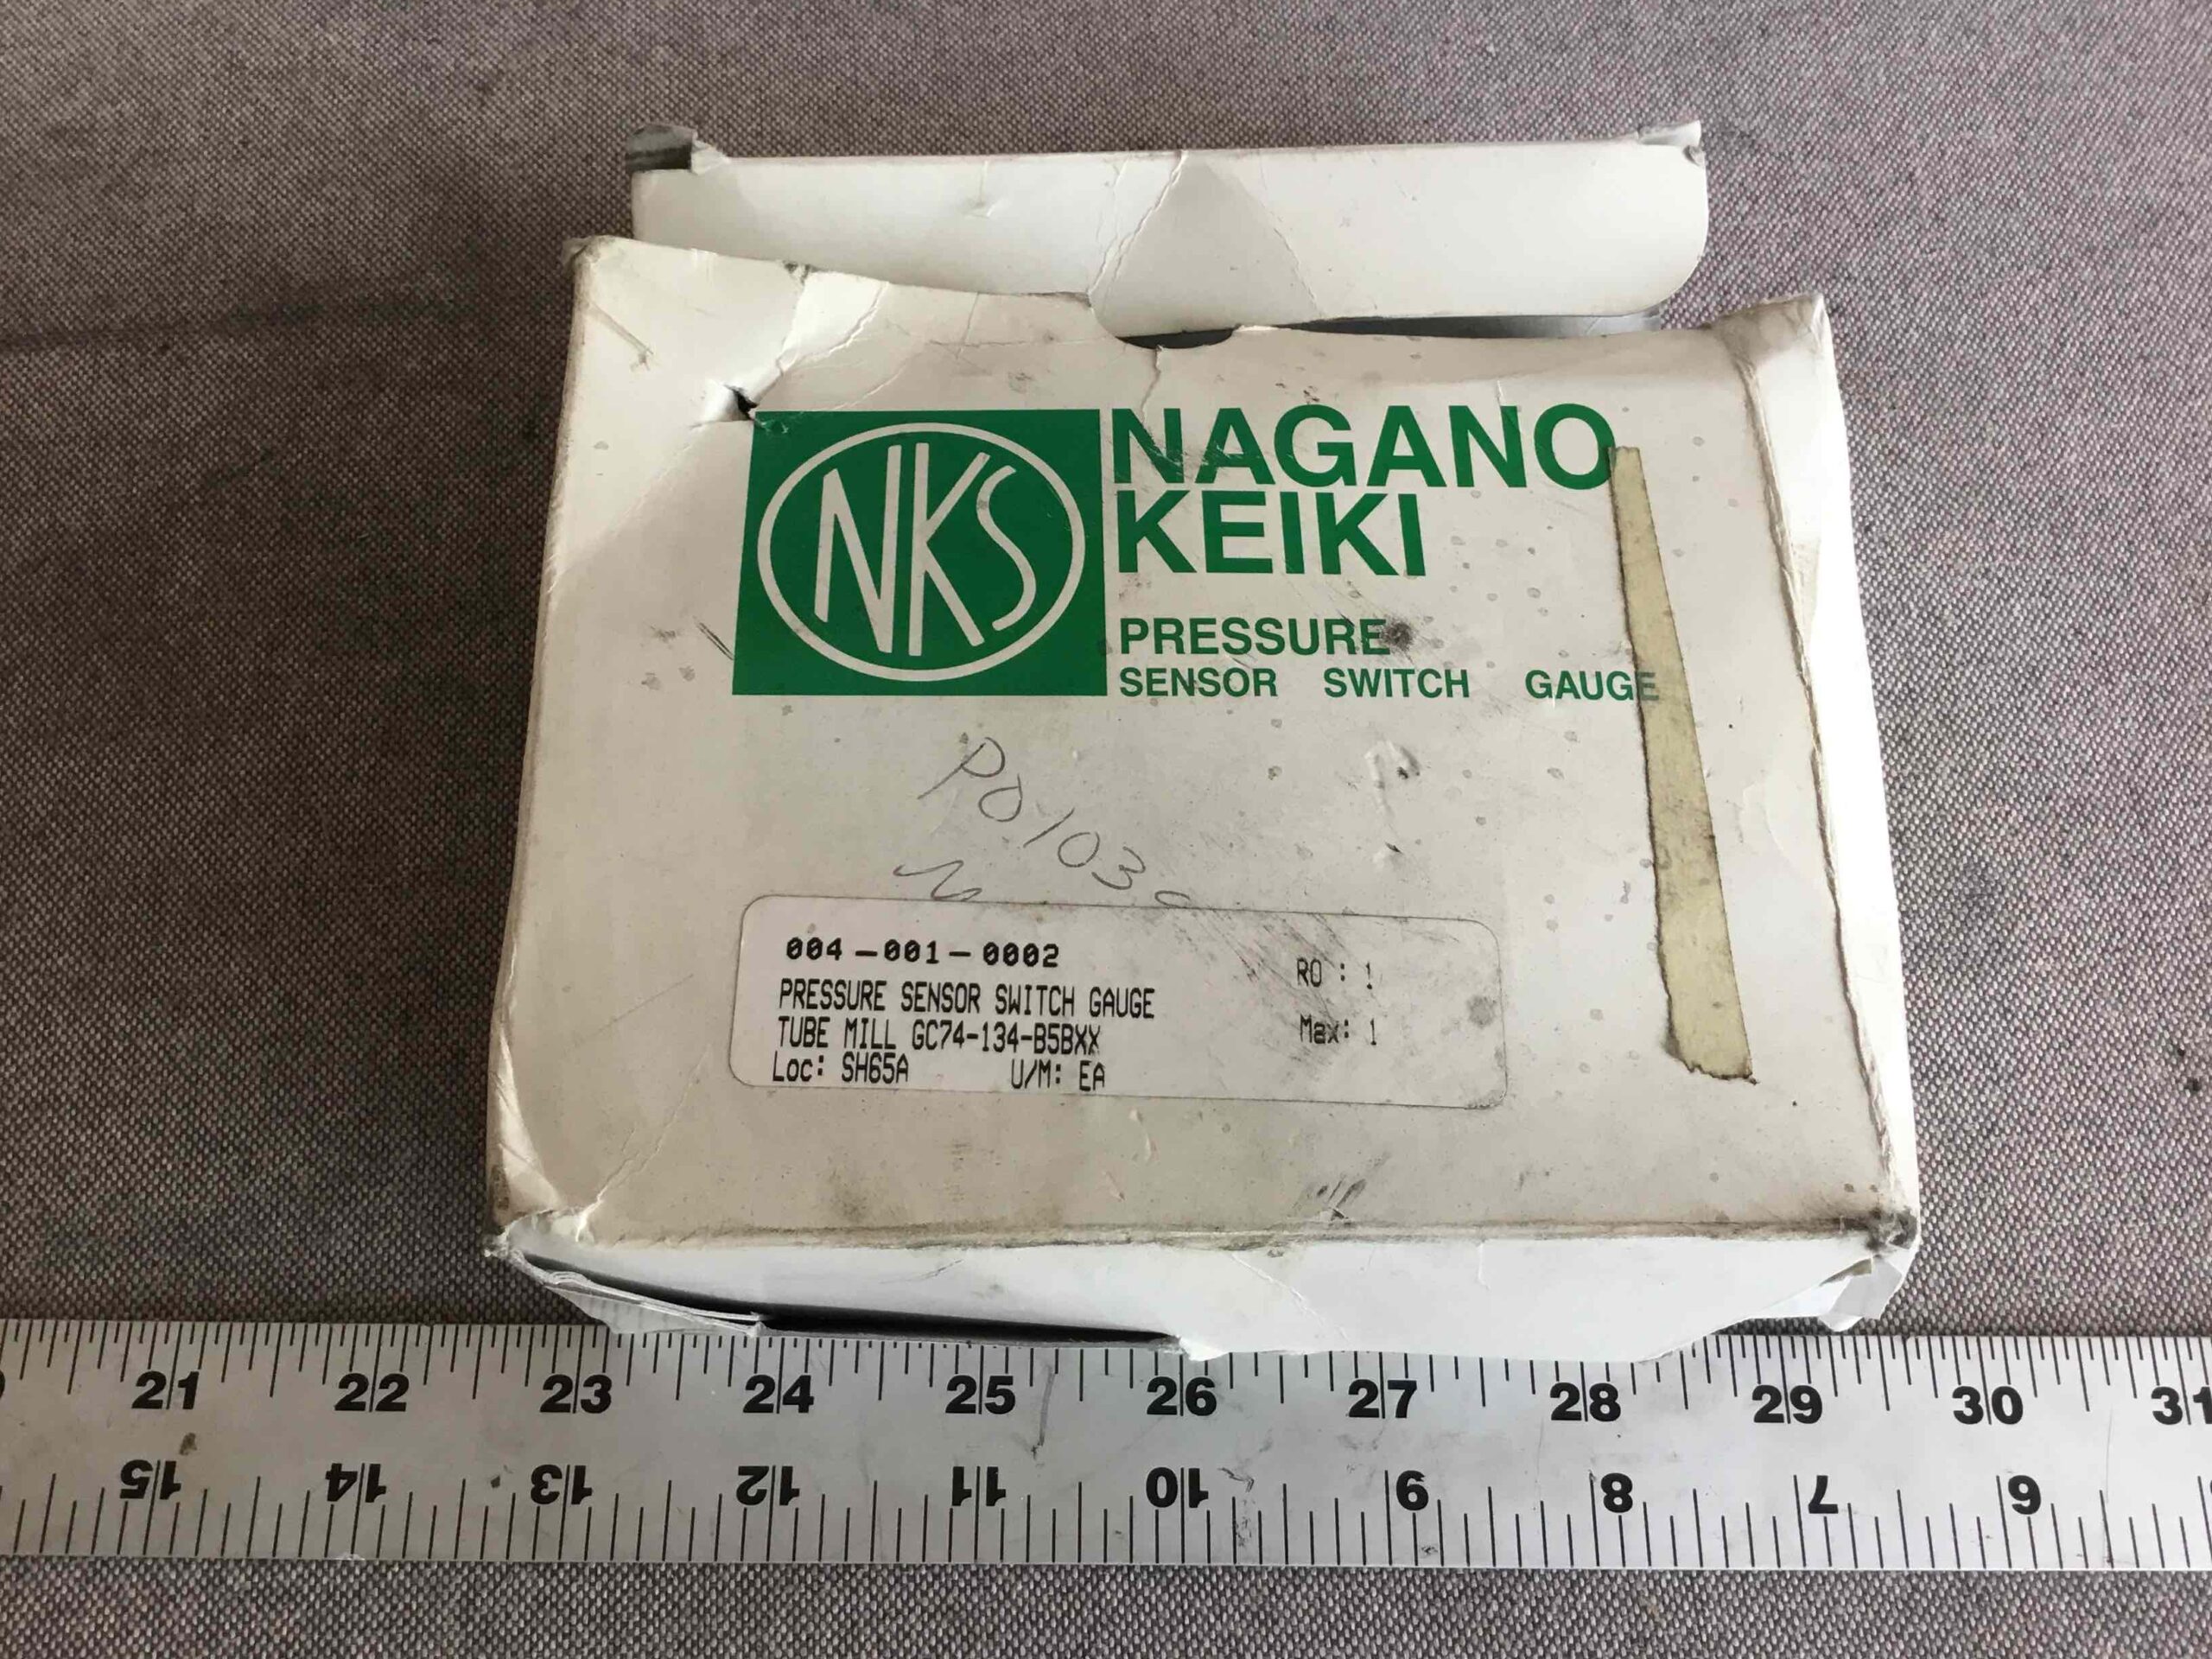 NKS
NAGANO
KEIKI
PRESSURE
SENSOR SWITCH GAUGE
PO1030
004-001-0002
RO : 1
PRESSURE SENSOR SWITCH GAUGE
TUBE MILL GC74-134-B5BXX
Max: 1
Loc: SH65A U/M: EA
21 22 23 24 25 26 27 28 29 30 31
15 14 13 12 11 10 9 8 7 6